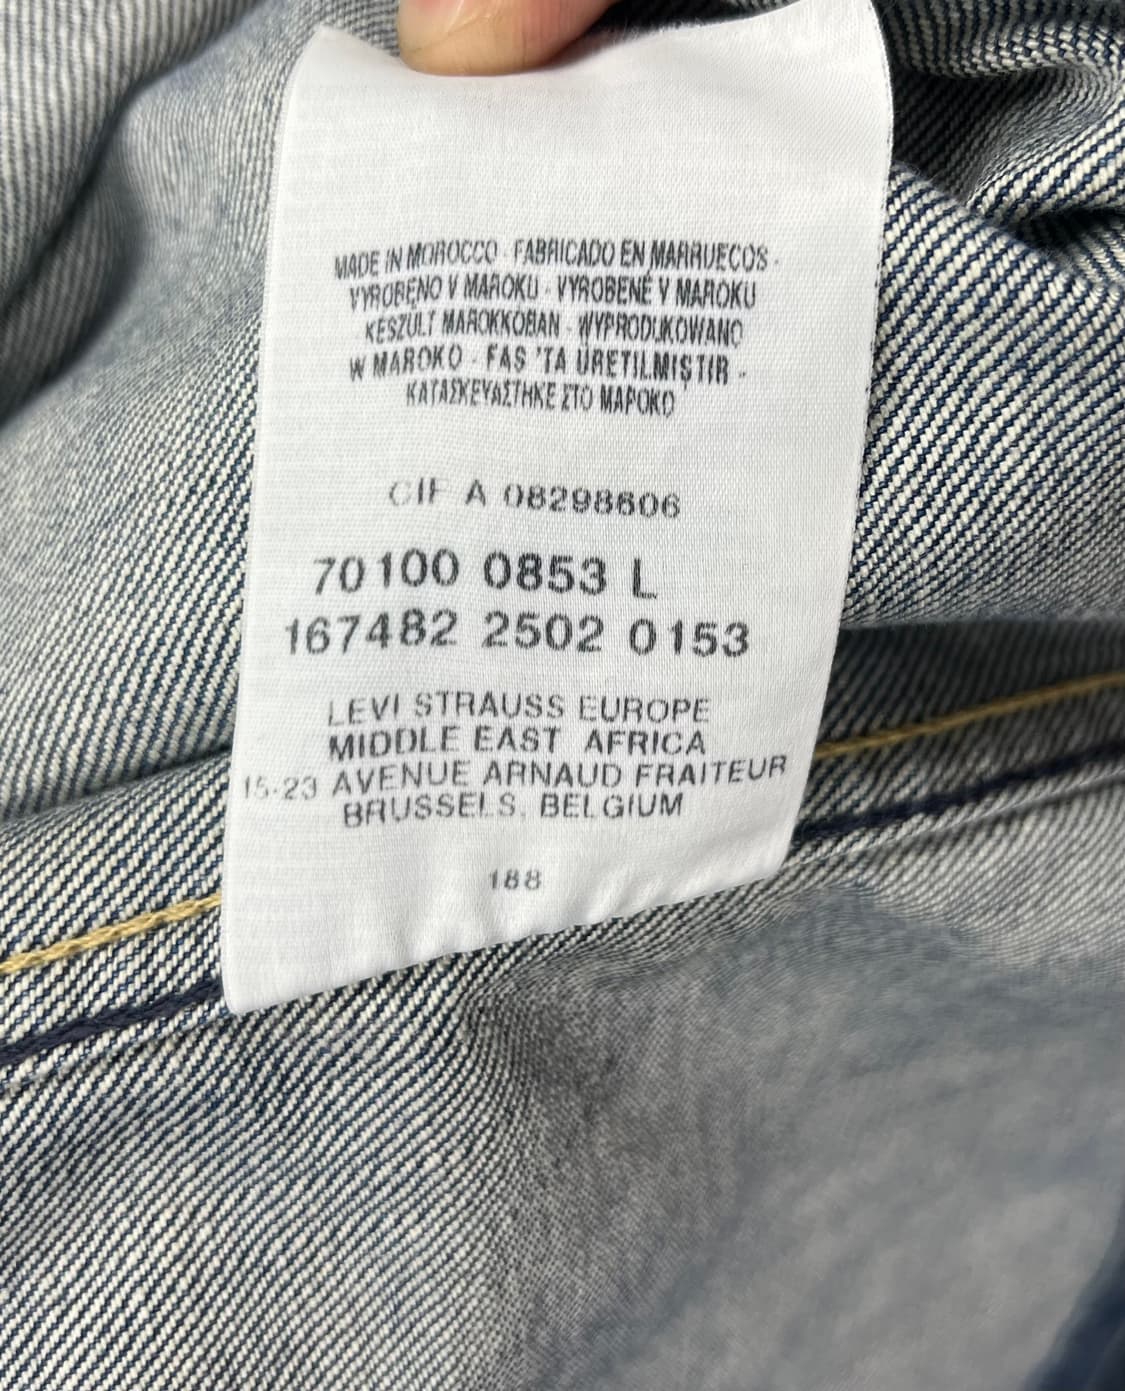 MADE IN MOROCCO - FABRICADO EN MARRUECOS -
VYROBENO V MAROKU - VYROBENÉ V MAROKU
KESZULT MAROKKOBAN - WYPRODUKOWANO
W MAROKO - FAS 'TA ÜRETILMIŞTIR -
ΚΑΤΑΣΚΕΥΑΣΤΗΚΕ ΣΤΟ ΜΑΡΟΚΟ
CIF A 08298606
70100 0853 L
167482 2502 0153
LEVI STRAUSS EUROPE
MIDDLE EAST AFRICA
15-23 AVENUE ARNAUD FRAITEUR
BRUSSELS, BELGIUM
188